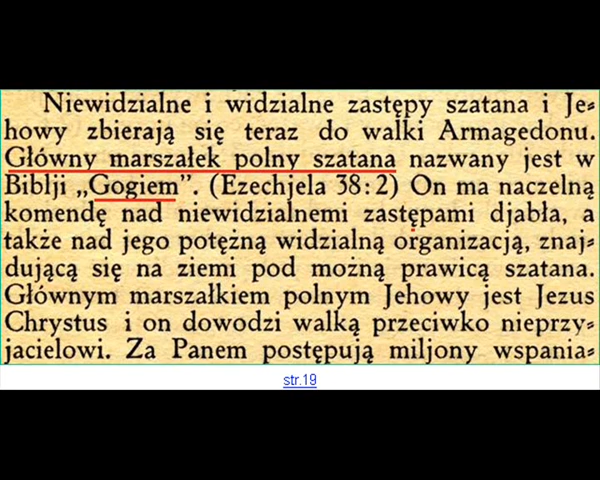 Niewidzialne i widzialne zastępy szatana i Je=
howy zbierają się teraz do walki Armagedonu.
Główny marszałek polny szatana nazwany jest w
Biblji „Gogiem”. (Ezechjela 38:2) On ma naczelną
komendę nad niewidzialnemi zastępami djabła, a
także nad jego potężną widzialną organizacją, znaj=
dującą się na ziemi pod możną prawicą szatana.
Głównym marszałkiem polnym Jehowy jest Jezus
Chrystus i on dowodzi walką przeciwko nieprzy=
jacielowi. Za Panem postępują miljony wspania=
str.19